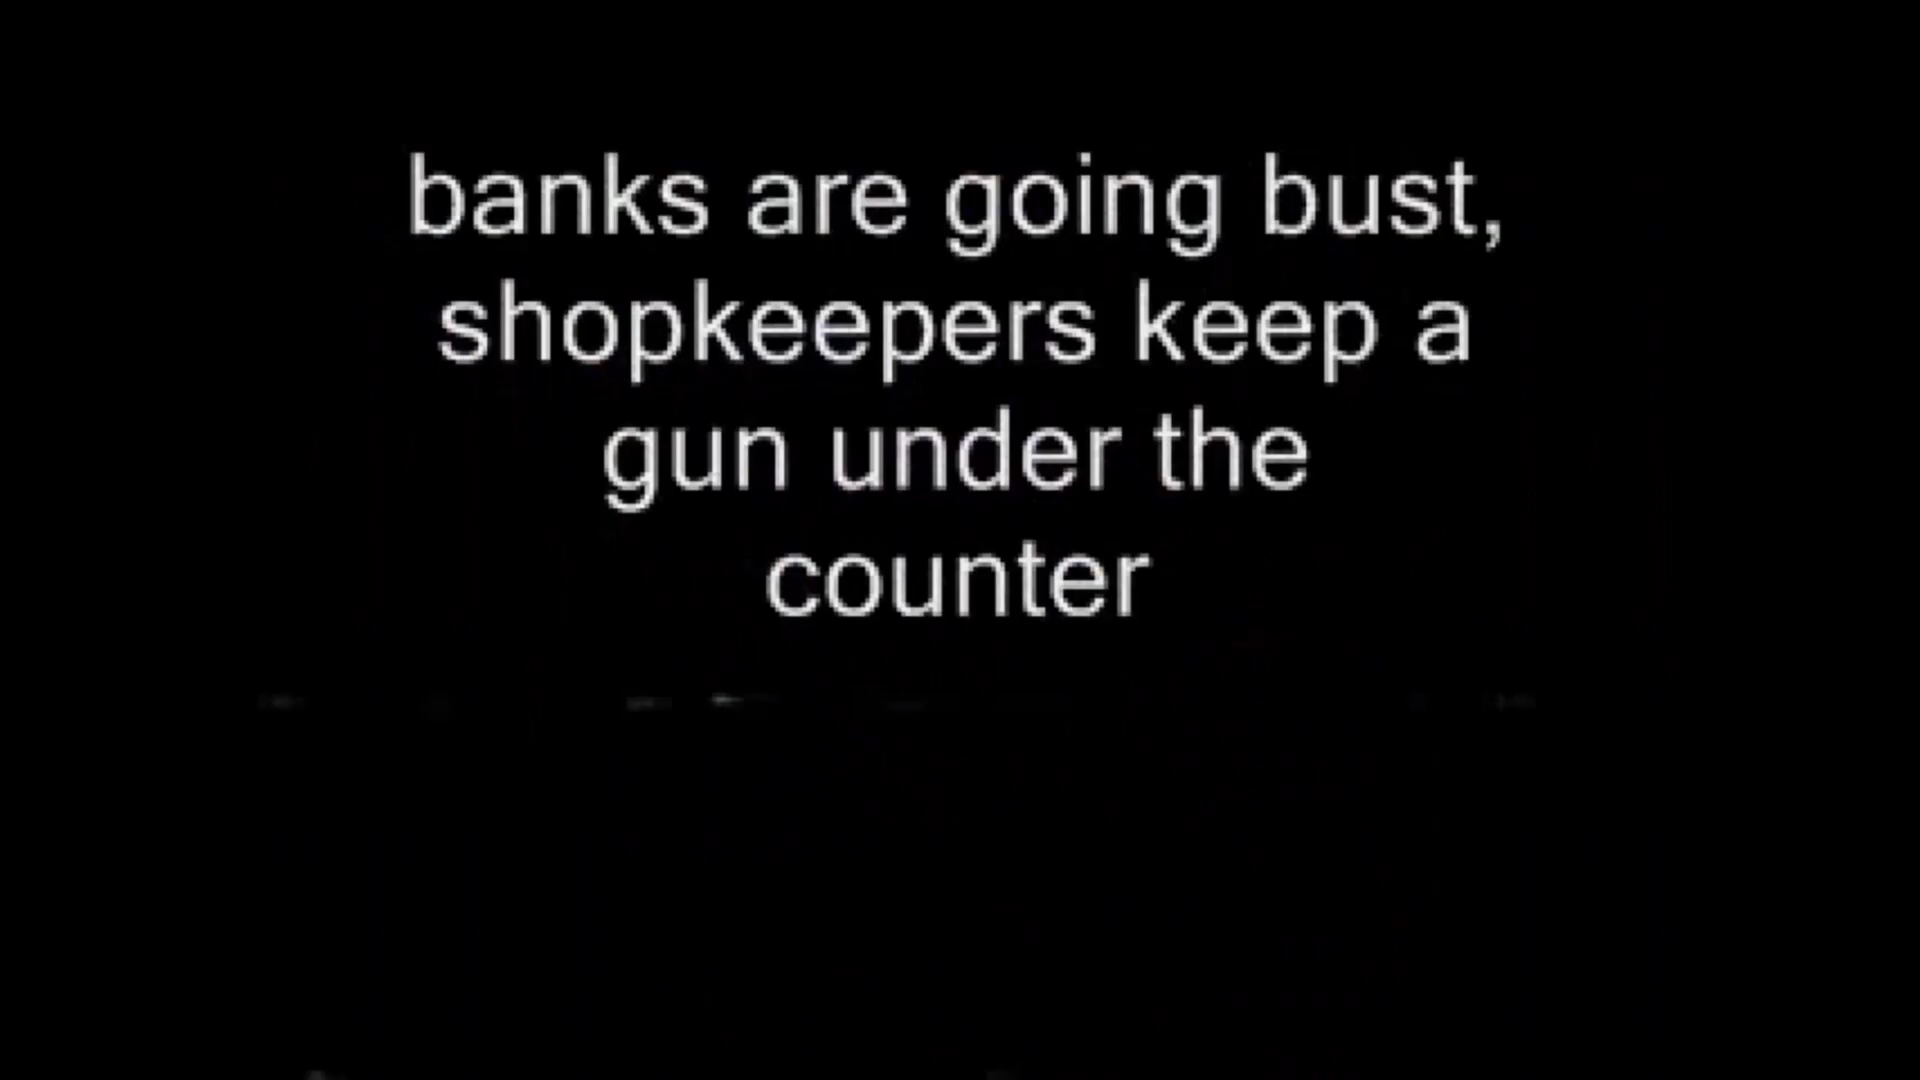 banks are going bust,
shopkeepers keep a
gun under the
counter